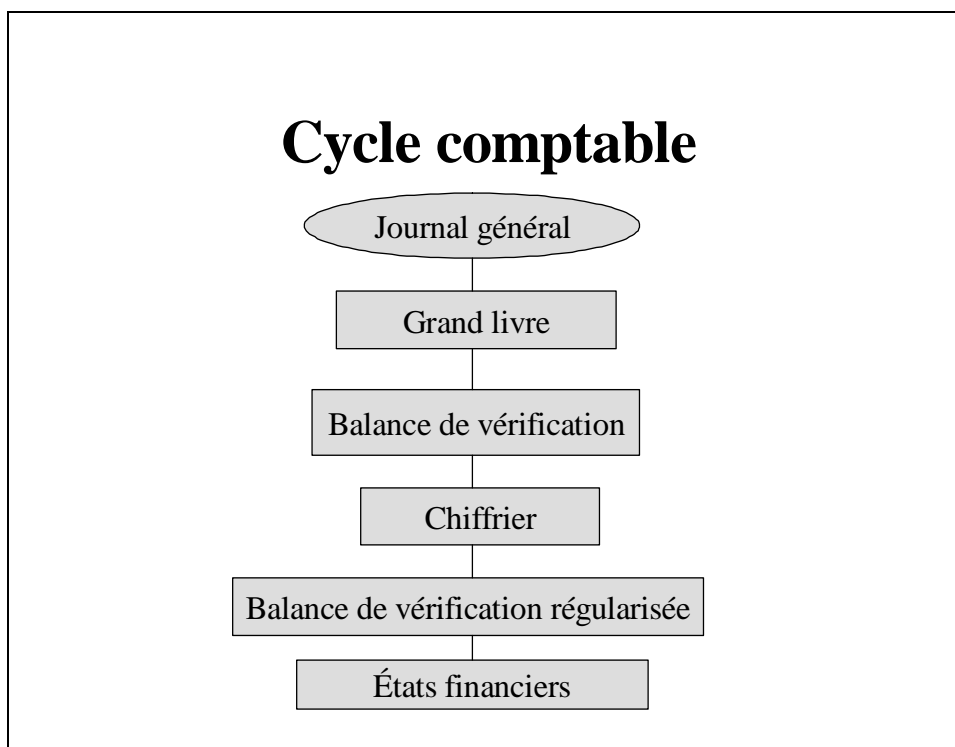 Cycle comptable
Journal général
Grand livre
Balance de vérification
Chiffrier
Balance de vérification régularisée
États financiers